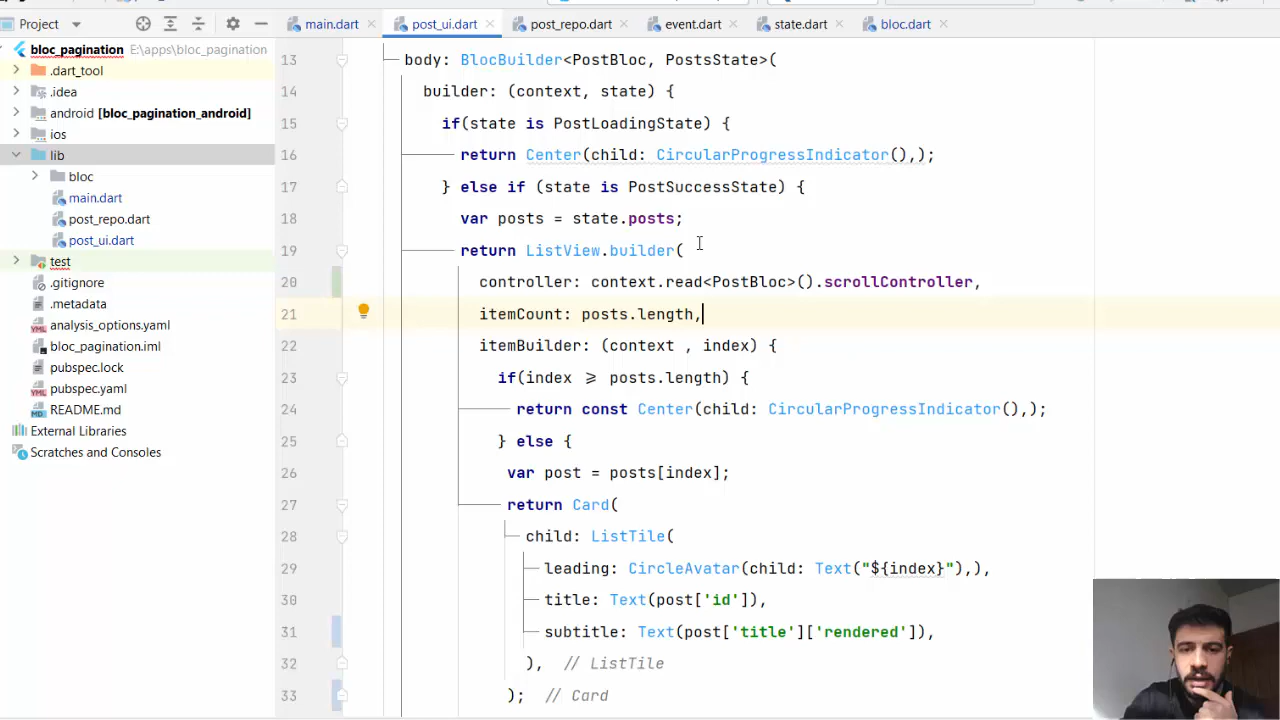 Project
main.dart
post_ui.dart
post_repo.dart
event.dart
state.dart
bloc.dart
bloc_pagination E:\apps\bloc_pagination
.dart_tool
.idea
android [bloc_pagination_android]
ios
lib
bloc
main.dart
post_repo.dart
post_ui.dart
test
.gitignore
.metadata
analysis_options.yaml
bloc_pagination.iml
pubspec.lock
pubspec.yaml
README.md
External Libraries
Scratches and Consoles
13 body: BlocBuilder<PostBloc, PostsState>(
14 builder: (context, state) {
15 if(state is PostLoadingState) {
16 return Center(child: CircularProgressIndicator(),);
17 } else if (state is PostSuccessState) {
18 var posts = state.posts;
19 return ListView.builder(
20 controller: context.read<PostBloc>().scrollController,
21 itemCount: posts.length,
22 itemBuilder: (context , index) {
23 if(index ⩾ posts.length) {
24 return const Center(child: CircularProgressIndicator(),);
25 } else {
26 var post = posts[index];
27 return Card(
28 child: ListTile(
29 leading: CircleAvatar(child: Text("${index}"),),
30 title: Text(post['id']),
31 subtitle: Text(post['title']['rendered']),
32 ), // ListTile
33 ); // Card